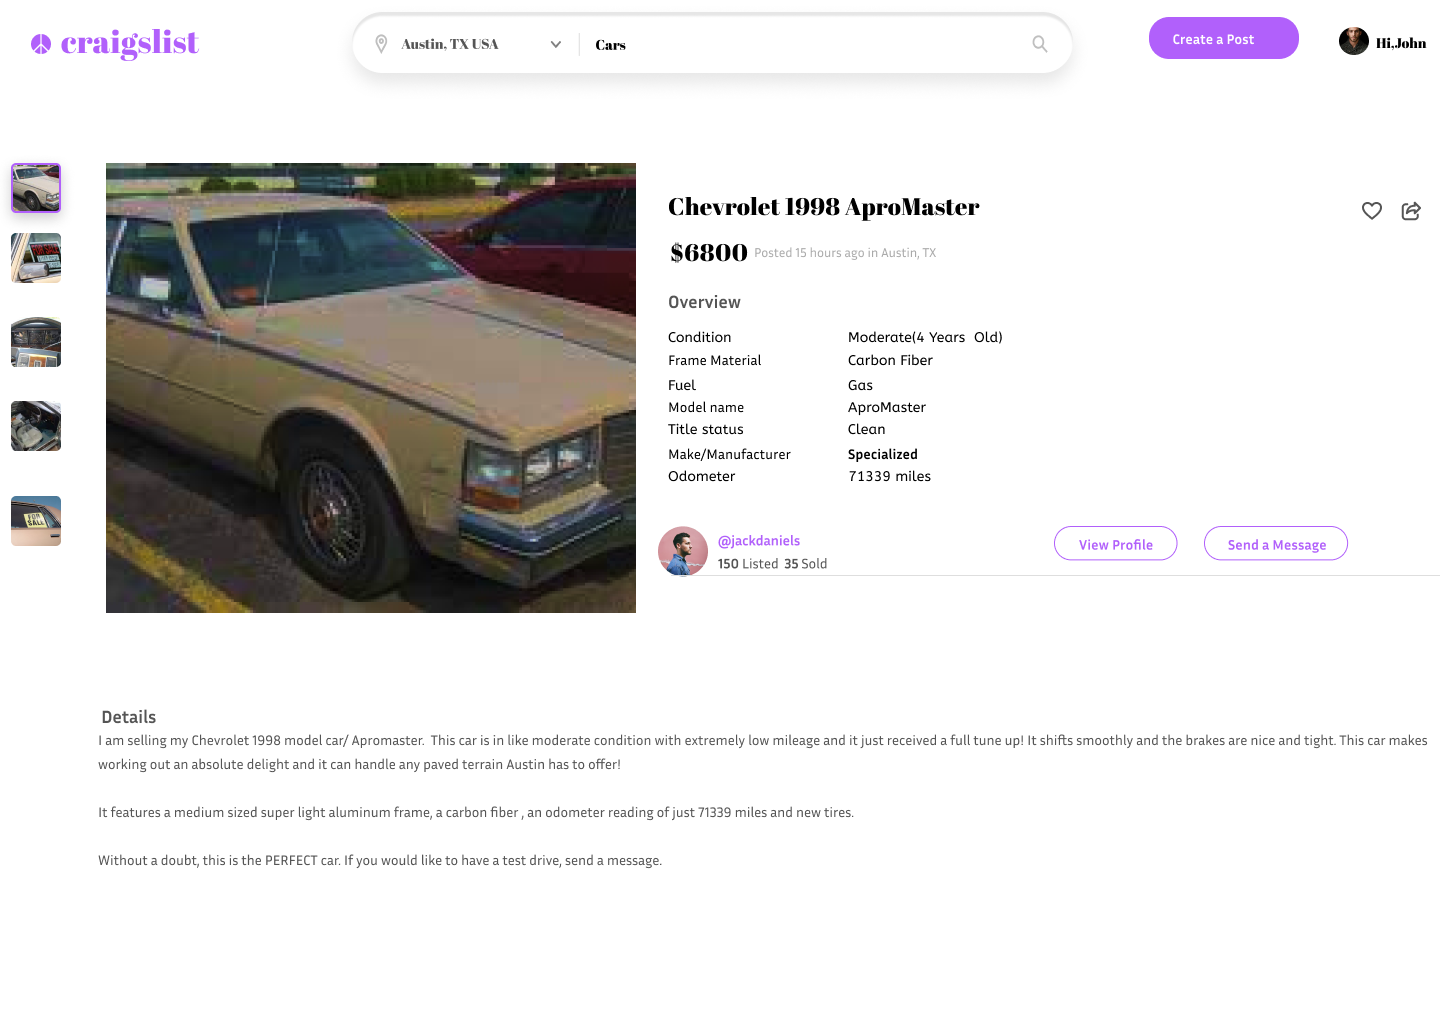 craigslist
Austin, TX USA
Cars
Create a Post
Hi,John
Chevrolet 1998 AproMaster
$6800 Posted 15 hours ago in Austin, TX
Overview
Condition Moderate(4 Years Old)
Frame Material Carbon Fiber
Fuel Gas
Model name AproMaster
Title status Clean
Make/Manufacturer Specialized
Odometer 71339 miles
@jackdaniels
150 Listed 35 Sold
View Profile
Send a Message
FOR SALE
FOR
SALE
Details
I am selling my Chevrolet 1998 model car/ Apromaster. This car is in like moderate condition with extremely low mileage and it just received a full tune up! It shifts smoothly and the brakes are nice and tight. This car makes
working out an absolute delight and it can handle any paved terrain Austin has to offer!
It features a medium sized super light aluminum frame, a carbon fiber , an odometer reading of just 71339 miles and new tires.
Without a doubt, this is the PERFECT car. If you would like to have a test drive, send a message.